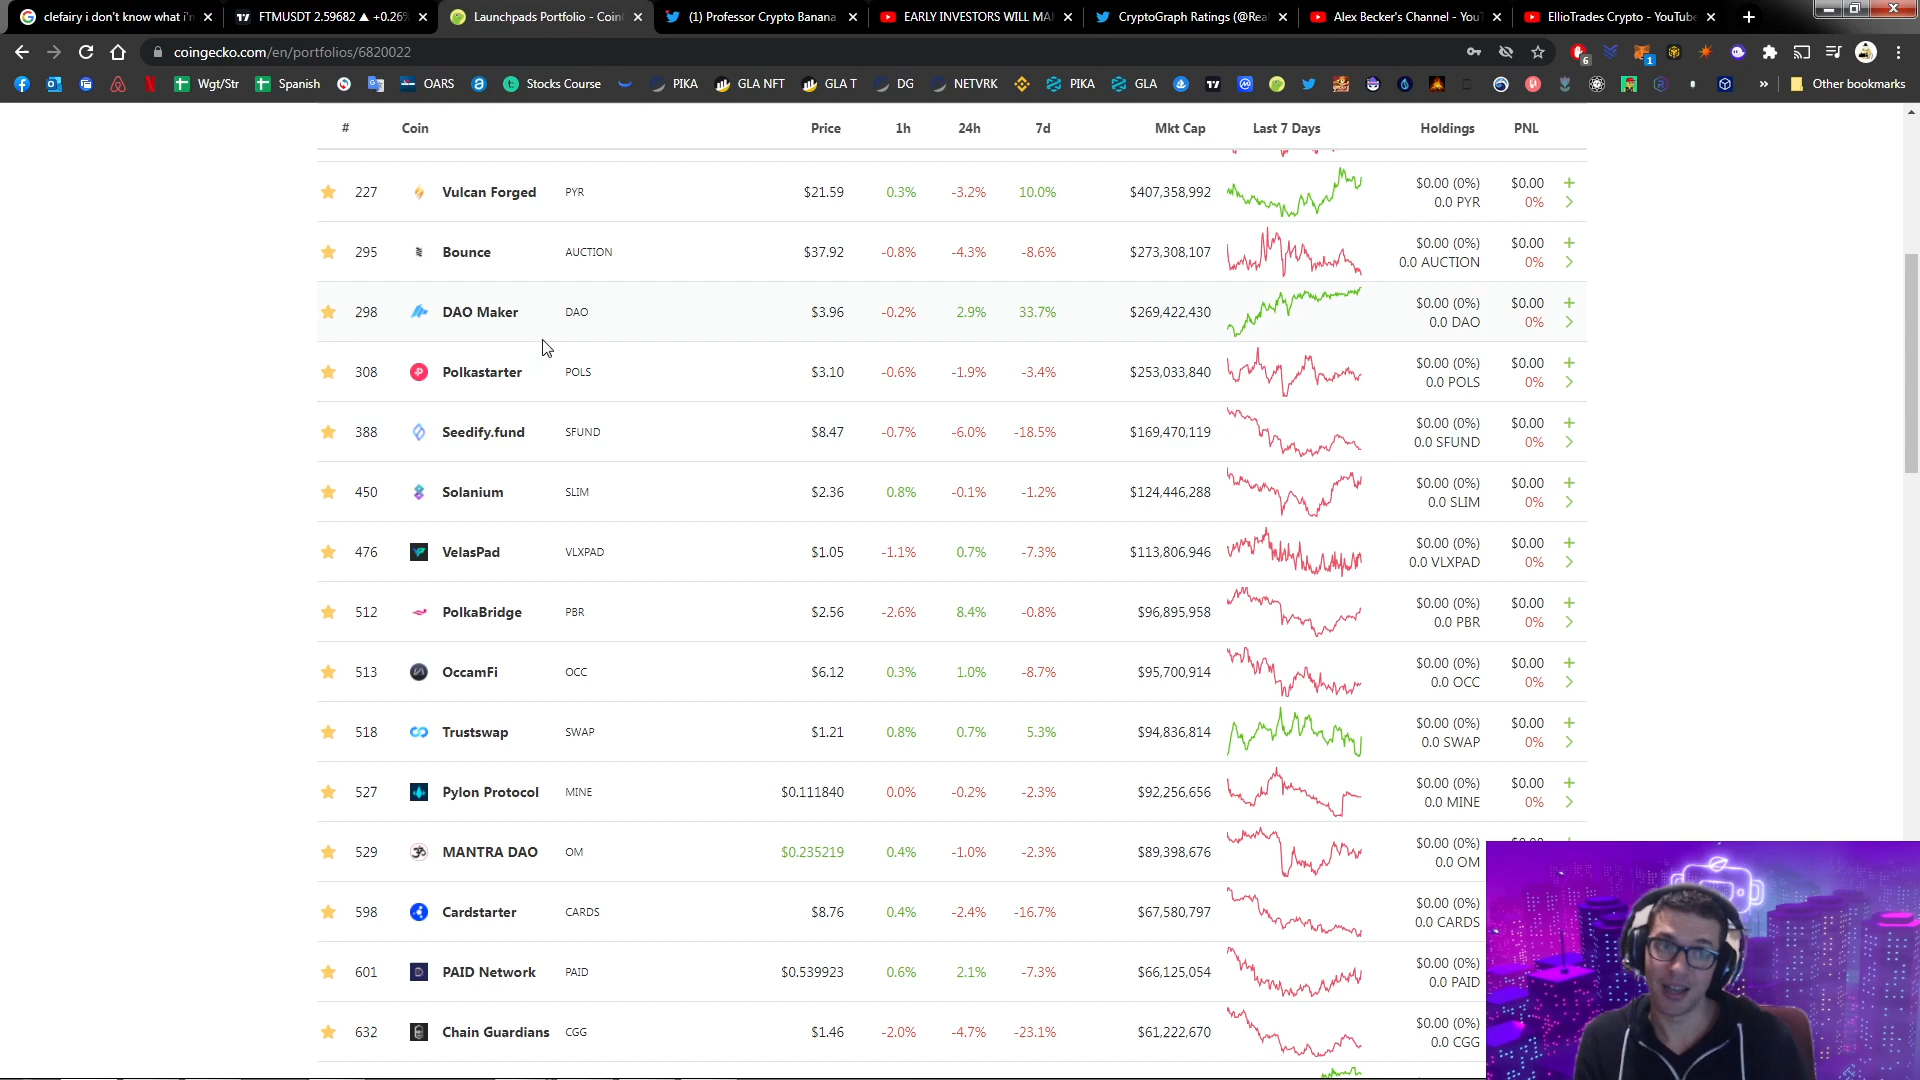 clefairy i don't know what i'n
FTMUSDT 2.59682 ▲ +0.26%
Launchpads Portfolio - Coin
(1) Professor Crypto Banana
EARLY INVESTORS WILL MA
CryptoGraph Ratings (@Rea
Alex Becker's Channel - You
EllioTrades Crypto - YouTube
coingecko.com/en/portfolios/6820022
6
1
Wgt/Str
Spanish
OARS
Stocks Course
PIKA
GLA NFT
GLA T
DG
NETVRK
PIKA
GLA
Other bookmarks
# Coin Price 1h 24h 7d Mkt Cap Last 7 Days Holdings PNL
227 Vulcan Forged PYR $21.59 0.3% -3.2% 10.0% $407,358,992 $0.00 (0%) $0.00
0.0 PYR 0%
295 Bounce AUCTION $37.92 -0.8% -4.3% -8.6% $273,308,107 $0.00 (0%) $0.00
0.0 AUCTION 0%
298 DAO Maker DAO $3.96 -0.2% 2.9% 33.7% $269,422,430 $0.00 (0%) $0.00
0.0 DAO 0%
308 Polkastarter POLS $3.10 -0.6% -1.9% -3.4% $253,033,840 $0.00 (0%) $0.00
0.0 POLS 0%
388 Seedify.fund SFUND $8.47 -0.7% -6.0% -18.5% $169,470,119 $0.00 (0%) $0.00
0.0 SFUND 0%
450 Solanium SLIM $2.36 0.8% -0.1% -1.2% $124,446,288 $0.00 (0%) $0.00
0.0 SLIM 0%
476 VelasPad VLXPAD $1.05 -1.1% 0.7% -7.3% $113,806,946 $0.00 (0%) $0.00
0.0 VLXPAD 0%
512 PolkaBridge PBR $2.56 -2.6% 8.4% -0.8% $96,895,958 $0.00 (0%) $0.00
0.0 PBR 0%
513 OccamFi OCC $6.12 0.3% 1.0% -8.7% $95,700,914 $0.00 (0%) $0.00
0.0 OCC 0%
518 Trustswap SWAP $1.21 0.8% 0.7% 5.3% $94,836,814 $0.00 (0%) $0.00
0.0 SWAP 0%
527 Pylon Protocol MINE $0.111840 0.0% -0.2% -2.3% $92,256,656 $0.00 (0%) $0.00
0.0 MINE 0%
529 MANTRA DAO OM $0.235219 0.4% -1.0% -2.3% $89,398,676 $0.00 (0%)
0.0 OM
598 Cardstarter CARDS $8.76 0.4% -2.4% -16.7% $67,580,797 $0.00 (0%)
0.0 CARDS
601 PAID Network PAID $0.539923 0.6% 2.1% -7.3% $66,125,054 $0.00 (0%)
0.0 PAID
632 Chain Guardians CGG $1.46 -2.0% -4.7% -23.1% $61,222,670 $0.00 (0%)
0.0 CGG